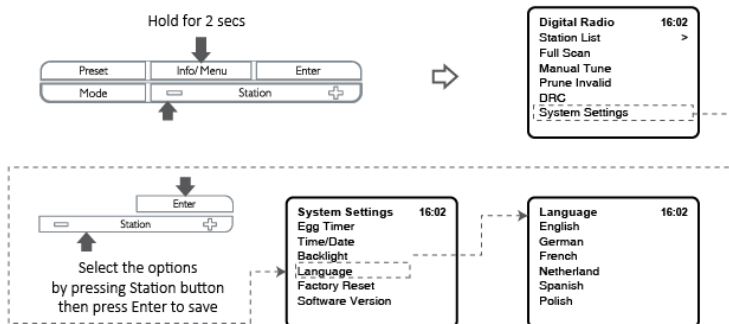 Hold for 2 secs
Preset
Info/ Menu
Enter
Mode
Station
Digital Radio 16:02
Station List >
Full Scan
Manual Tune
Prune Invalid
DRC
System Settings
Enter
Station
Select the options
by pressing Station button
then press Enter to save
System Settings 16:02
Egg Timer
Time/Date
Backlight
Language
Factory Reset
Software Version
Language 16:02
English
German
French
Netherland
Spanish
Polish